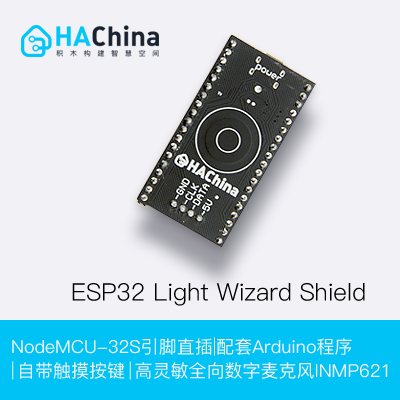 HAChina
积木构建智慧空间
power
HAChina
-GND
-CLK
-DATA
-5V
ESP32 Light Wizard Shield
NodeMCU-32S引脚直插|配套Arduino程序
|自带触摸按键|高灵敏全向数字麦克风INMP621